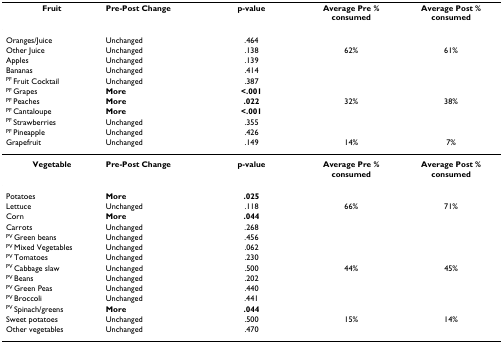 Fruit Pre-Post Change p-value Average Pre % consumed Average Post % consumed
Oranges/Juice Unchanged .464
Other Juice Unchanged .138 62% 61%
Apples Unchanged .139
Bananas Unchanged .414
PF Fruit Cocktail Unchanged .387
PF Grapes More <.001
PF Peaches More .022 32% 38%
PF Cantaloupe More <.001
PF Strawberries Unchanged .355
PF Pineapple Unchanged .426
Grapefruit Unchanged .149 14% 7%
Vegetable Pre-Post Change p-value Average Pre % consumed Average Post % consumed
Potatoes More .025
Lettuce Unchanged .118 66% 71%
Corn More .044
Carrots Unchanged .268
PV Green beans Unchanged .456
PV Mixed Vegetables Unchanged .062
PV Tomatoes Unchanged .230
PV Cabbage slaw Unchanged .500 44% 45%
PV Beans Unchanged .202
PV Green Peas Unchanged .440
PV Broccoli Unchanged .441
PV Spinach/greens More .044
Sweet potatoes Unchanged .500 15% 14%
Other vegetables Unchanged .470